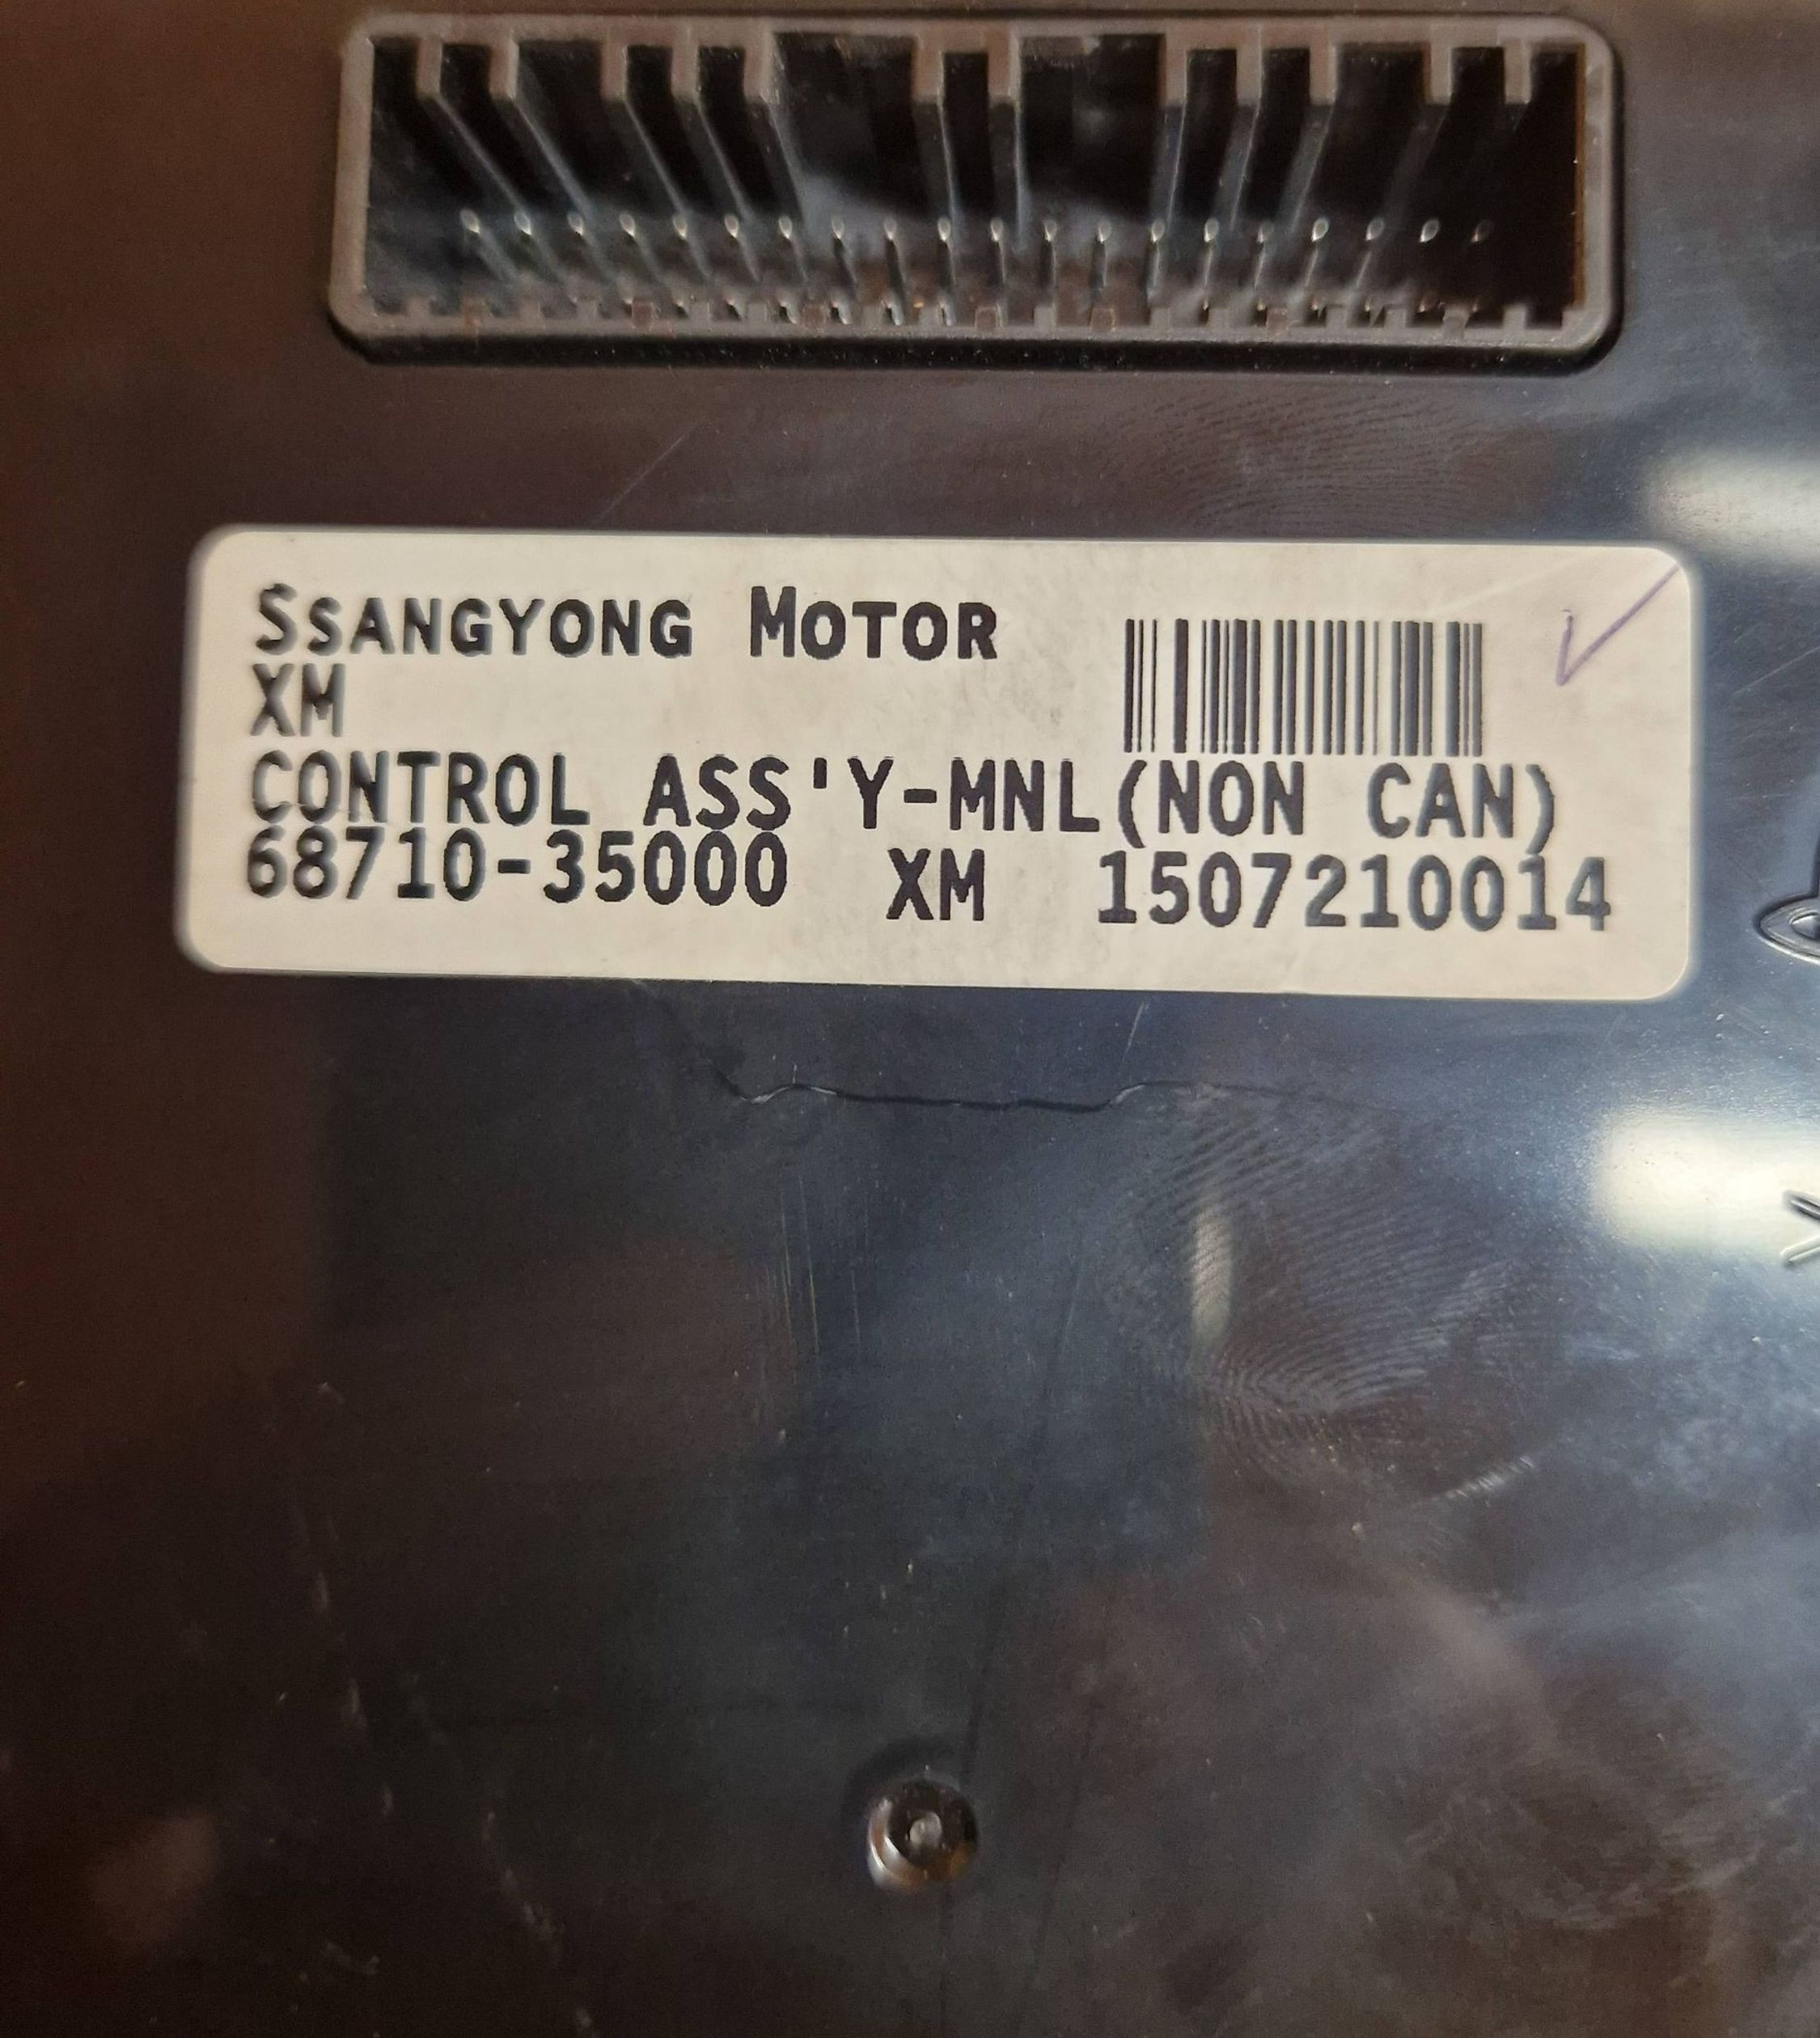 SSANGYONG MOTOR
XM
CONTROL ASS'Y-MNL(NON CAN)
68710-35000 XM 1507210014